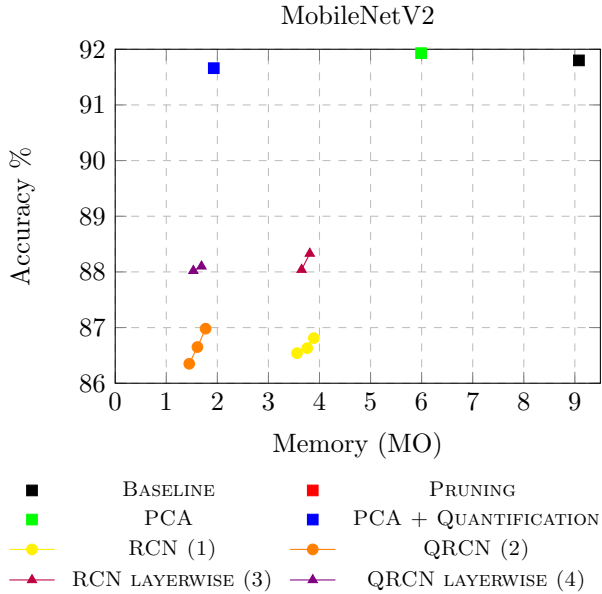 MobileNetV2
92
91
90
89
88
87
86
Accuracy %
0 1 2 3 4 5 6 7 8 9
Memory (MO)
BASELINE PRUNING
PCA PCA + QUANTIFICATION
RCN (1) QRCN (2)
RCN LAYERWISE (3) QRCN LAYERWISE (4)